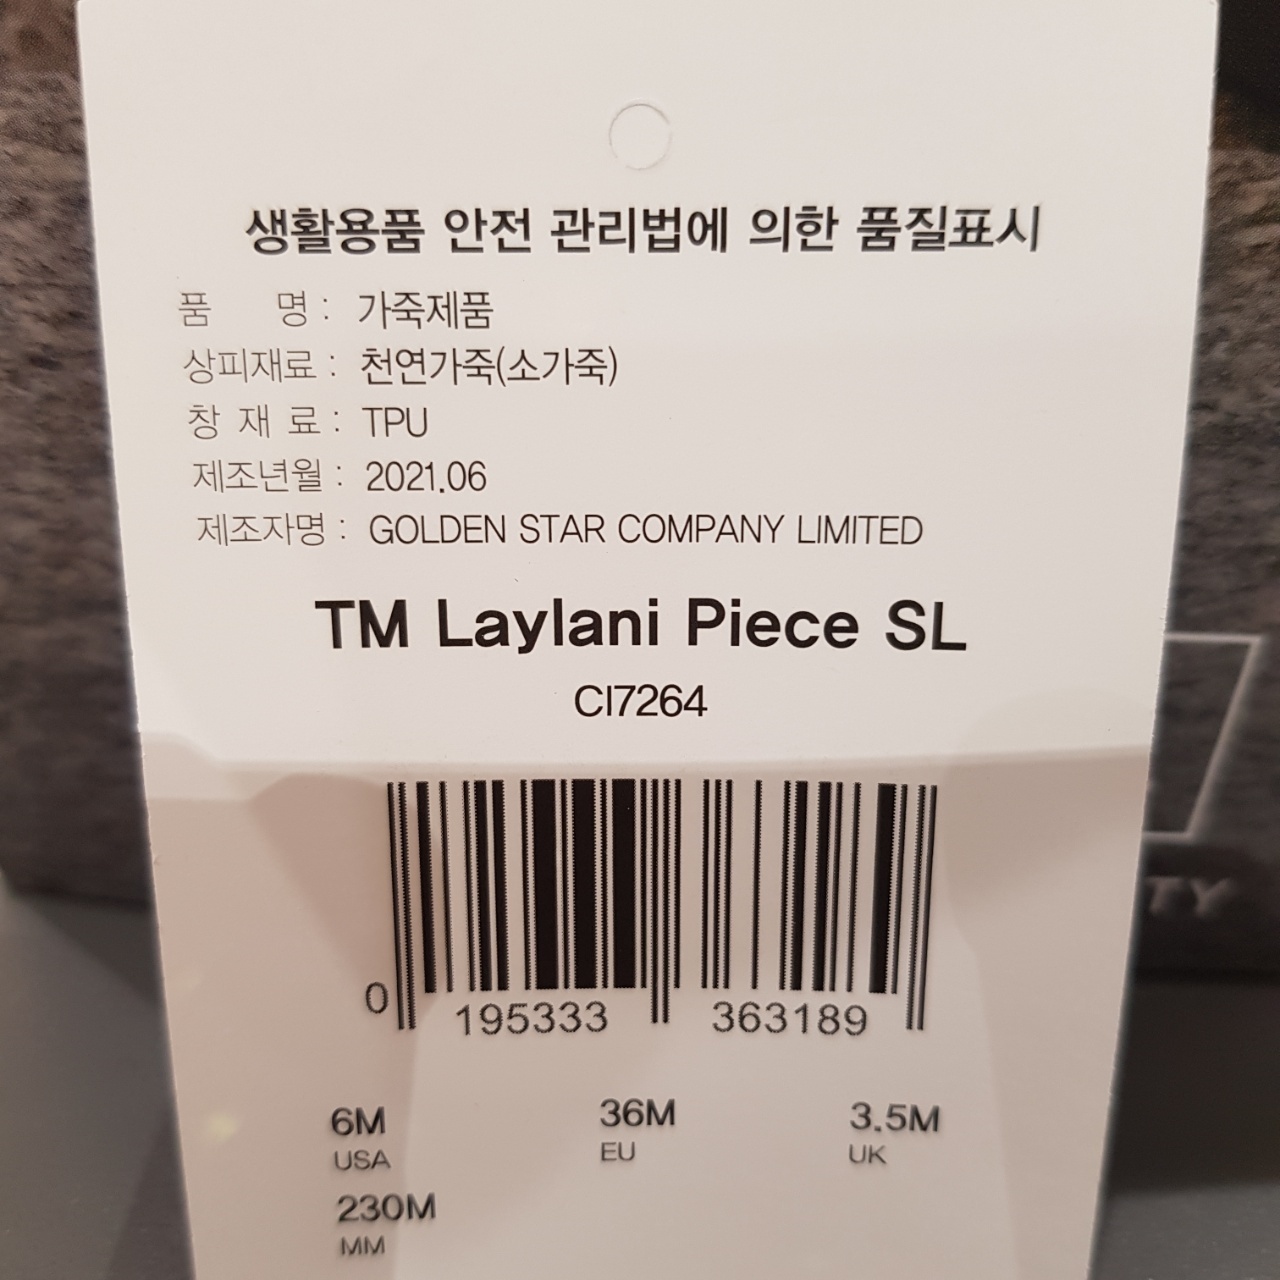 생활용품 안전 관리법에 의한 품질표시
품 명 : 가죽제품
상피재료 : 천연가죽(소가죽)
창 재 료 : TPU
제조년월 : 2021.06
제조자명 : GOLDEN STAR COMPANY LIMITED
TM Laylani Piece SL
CI7264
0 195333 363189
6M 36M 3.5M
USA EU UK
230M
MM
TY